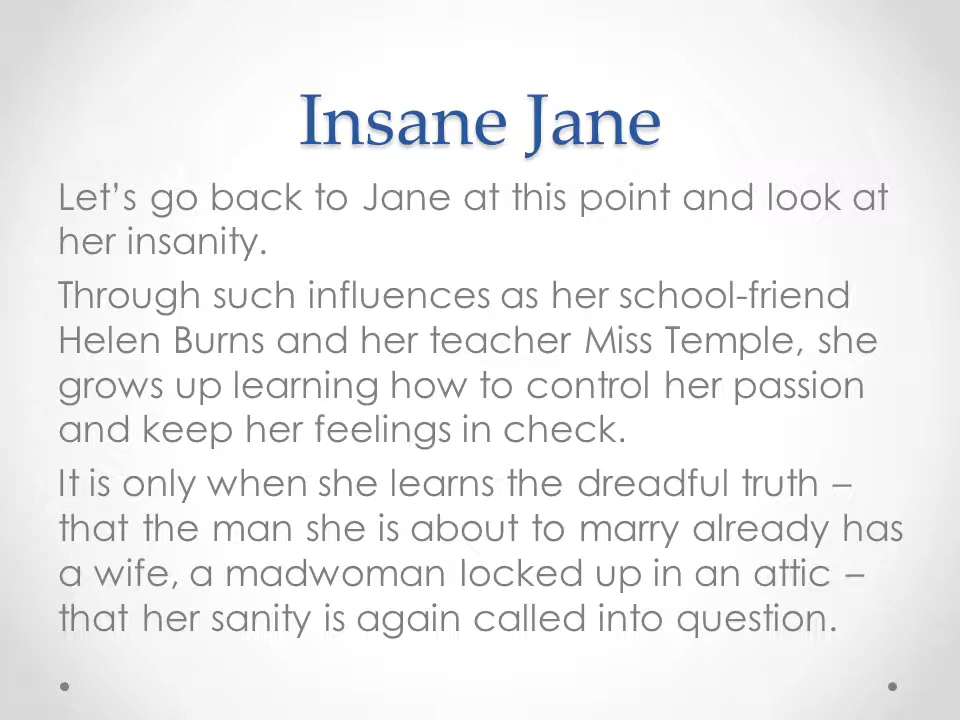 Insane Jane
Let’s go back to Jane at this point and look at
her insanity.
Through such influences as her school-friend
Helen Burns and her teacher Miss Temple, she
grows up learning how to control her passion
and keep her feelings in check.
It is only when she learns the dreadful truth –
that the man she is about to marry already has
a wife, a madwoman locked up in an attic –
that her sanity is again called into question.